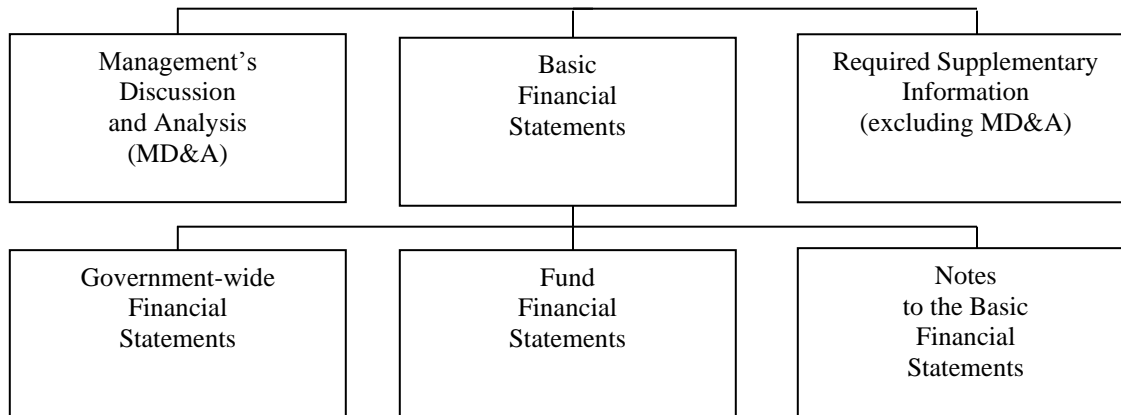 Management’s
Discussion
and Analysis
(MD&A)
Basic
Financial
Statements
Required Supplementary
Information
(excluding MD&A)
Government-wide
Financial
Statements
Fund
Financial
Statements
Notes
to the Basic
Financial
Statements